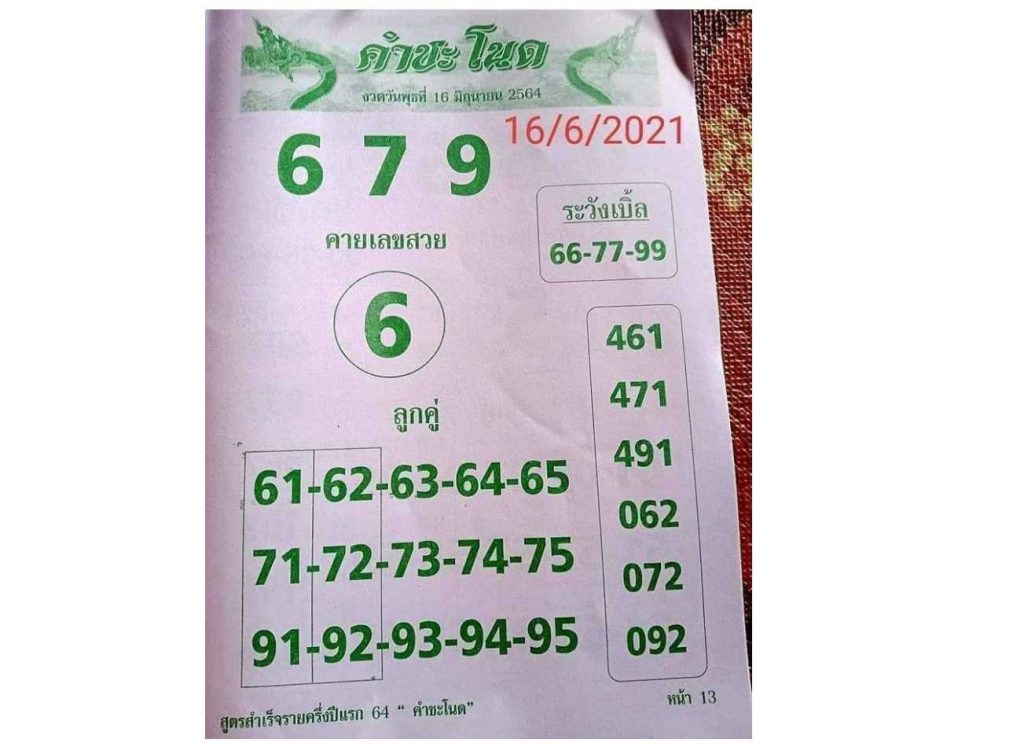 คำชะโนด
งวดวันพุธที่ 16 มิถุนายน 2564
16/6/2021
6 7 9
ระวังเบิ้ล
66-77-99
คายเลขสวย
6
461
471
491
062
072
092
ลูกคู่
61-62-63-64-65
71-72-73-74-75
91-92-93-94-95
สูตรสำเร็จรายครึ่งปีแรก 64 “ คำชะโนด”
หน้า 13